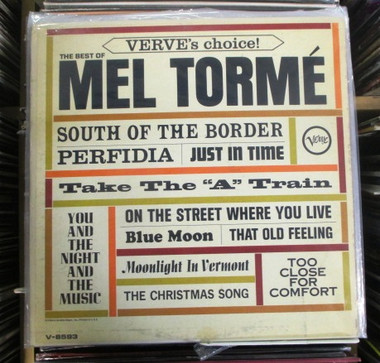 VERVE's choice!
THE BEST OF
MEL TORMÉ
SOUTH OF THE BORDER
PERFIDIA
JUST IN TIME
Verve
Take The "A" Train
YOU
AND
THE
NIGHT
AND THE
MUSIC
ON THE STREET WHERE YOU LIVE
Blue Moon
THAT OLD FEELING
Moonlight In Vermont
THE CHRISTMAS SONG
TOO
CLOSE
FOR
COMFORT
V-8593